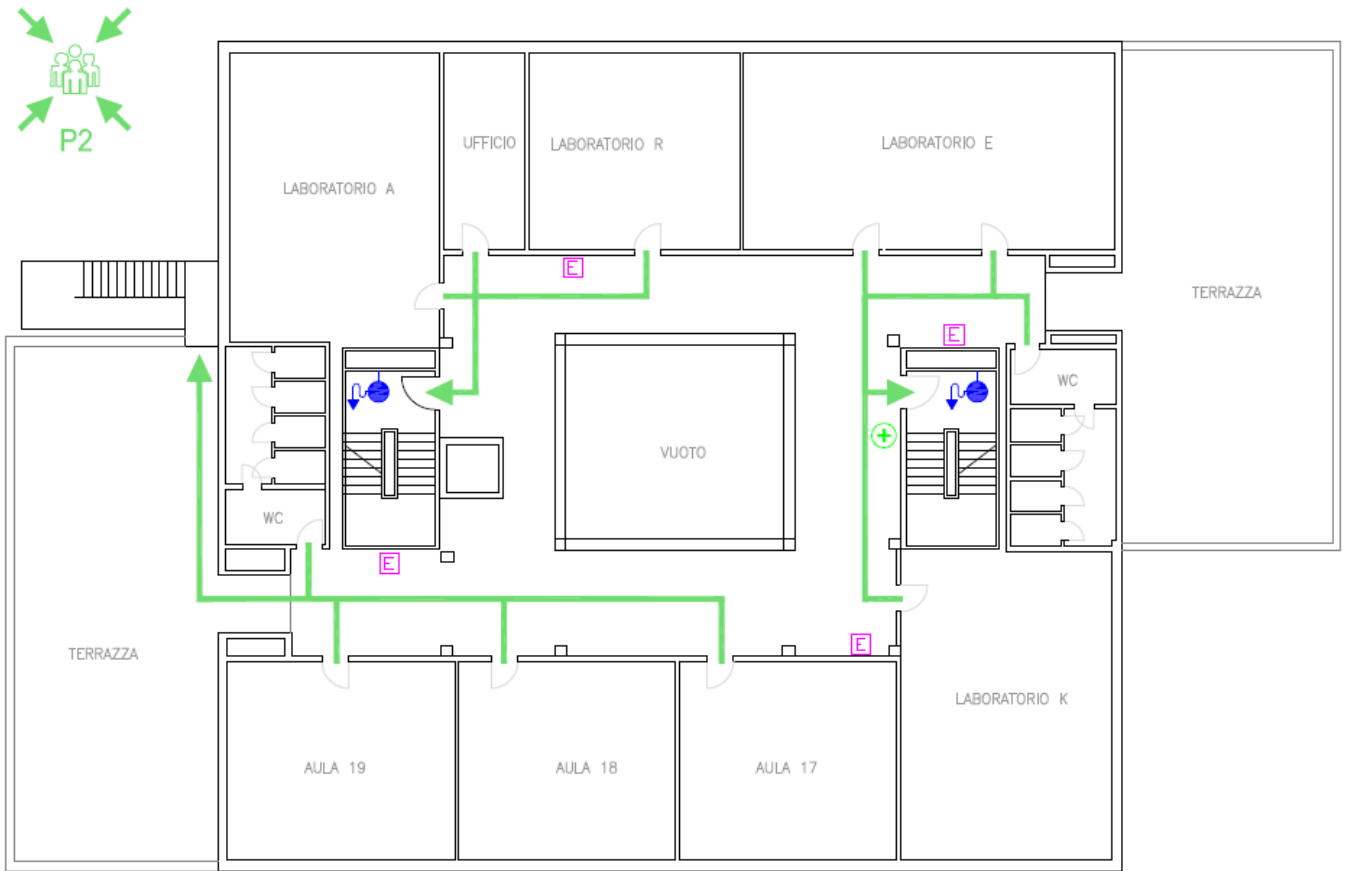 P2
UFFICIO
LABORATORIO R
LABORATORIO E
LABORATORIO A
E
TERRAZZA
E
WC
VUOTO
WC
E
E
TERRAZZA
LABORATORIO K
AULA 19
AULA 18
AULA 17